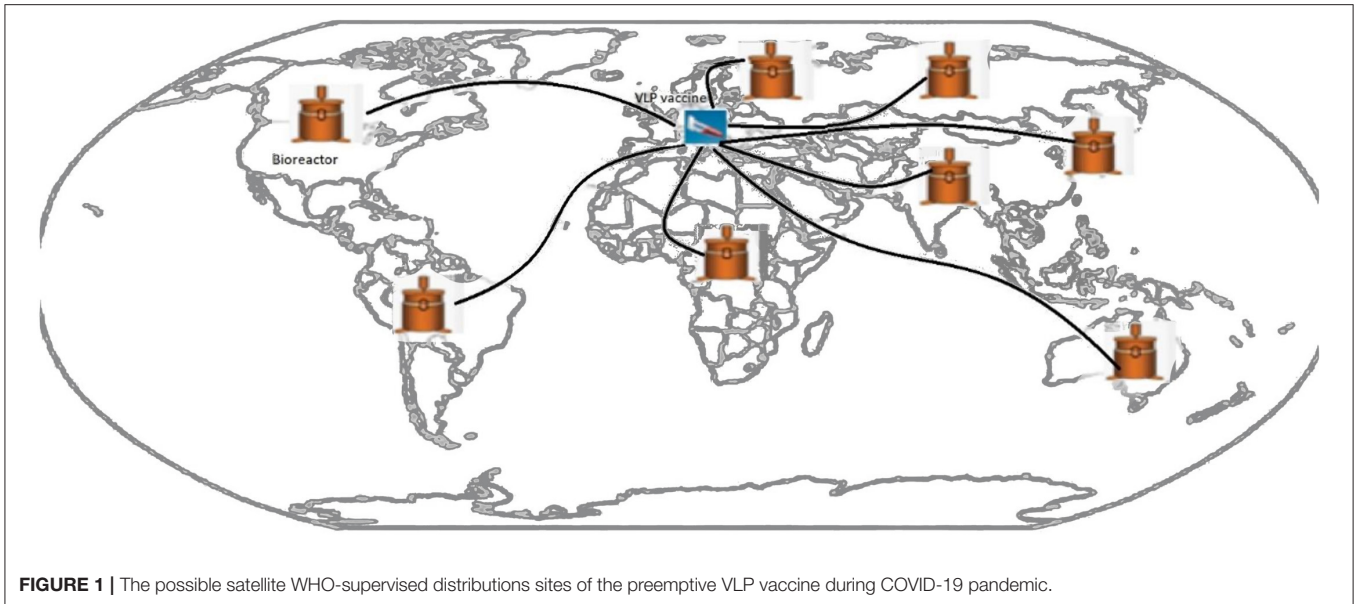 VLP vaccine
Bioreactor
FIGURE 1 | The possible satellite WHO-supervised distributions sites of the preemptive VLP vaccine during COVID-19 pandemic.